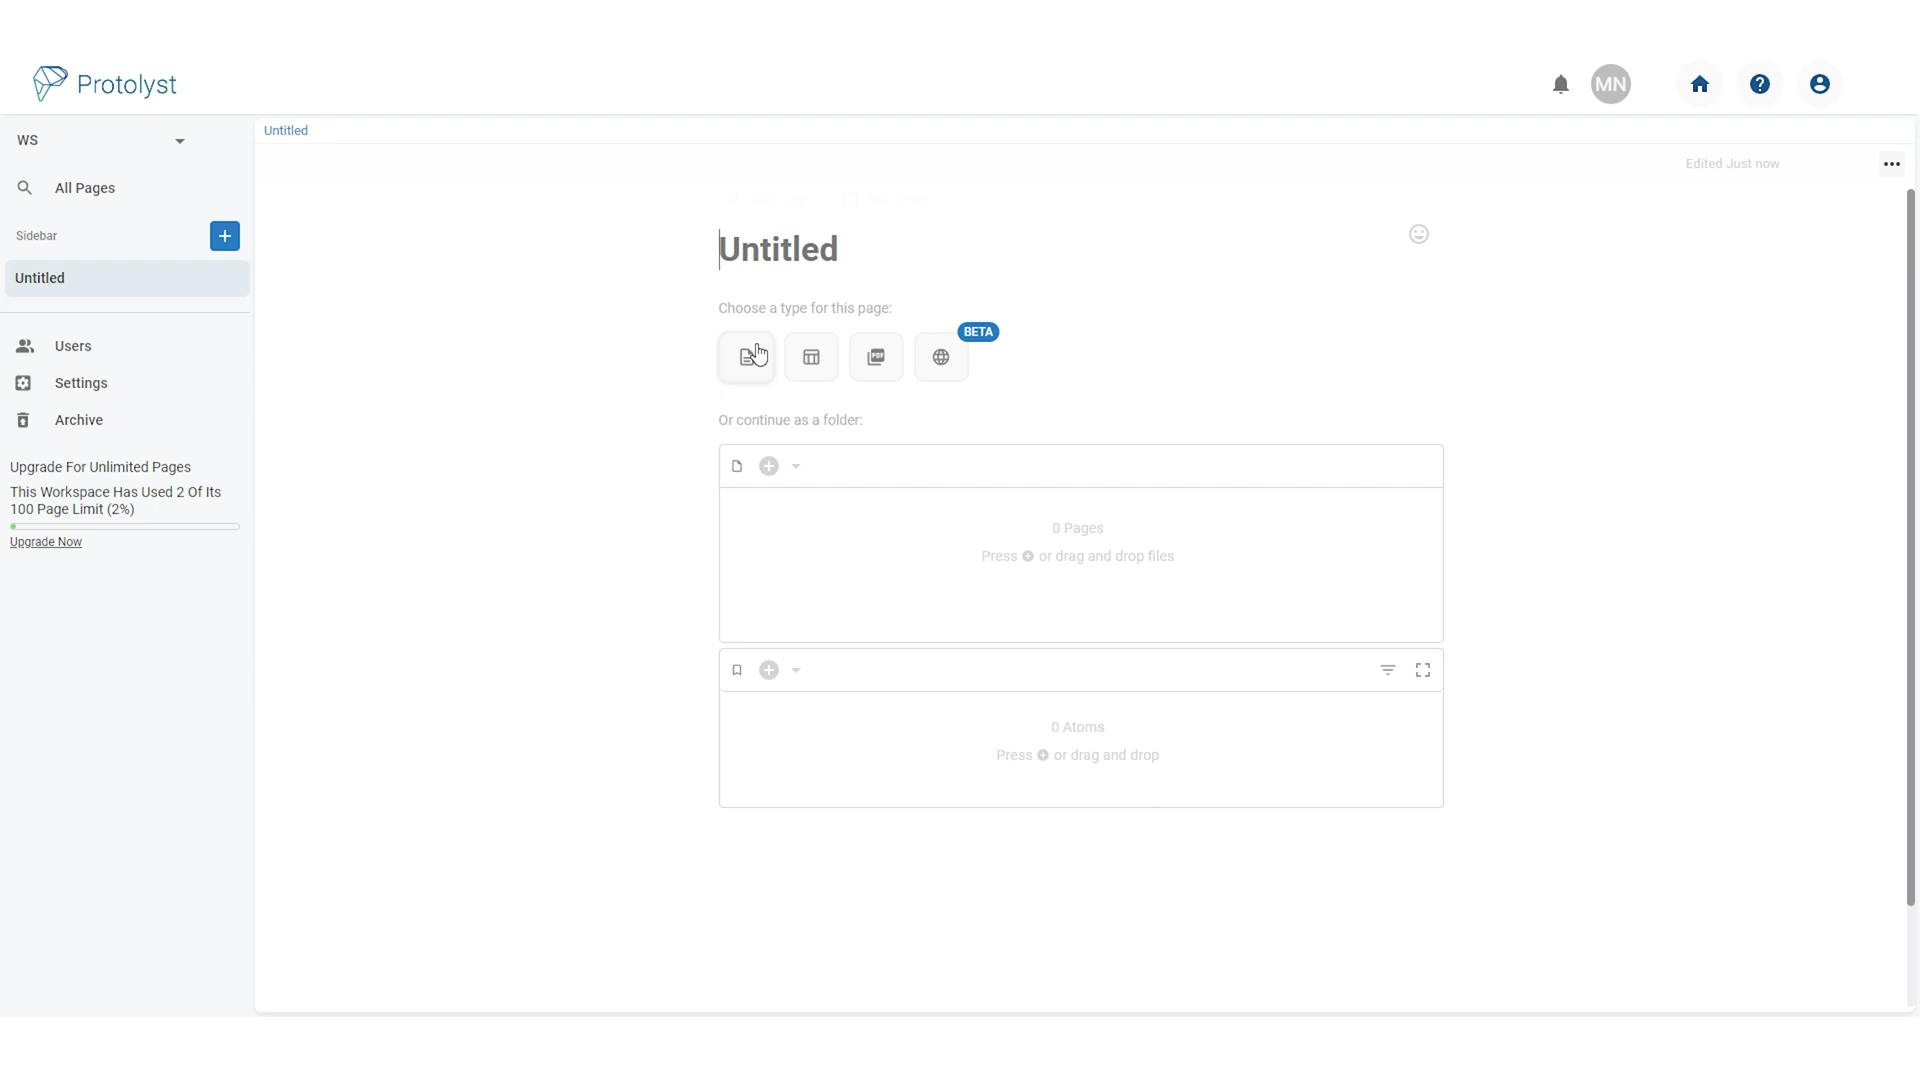 Protolyst
MN
WS
Untitled
Edited Just now
All Pages
Sidebar
Untitled
Untitled
Choose a type for this page:
BETA
PDF
Users
Settings
Archive
Or continue as a folder:
Upgrade For Unlimited Pages
This Workspace Has Used 2 Of Its
100 Page Limit (2%)
Upgrade Now
0 Pages
Press or drag and drop files
0 Atoms
Press or drag and drop